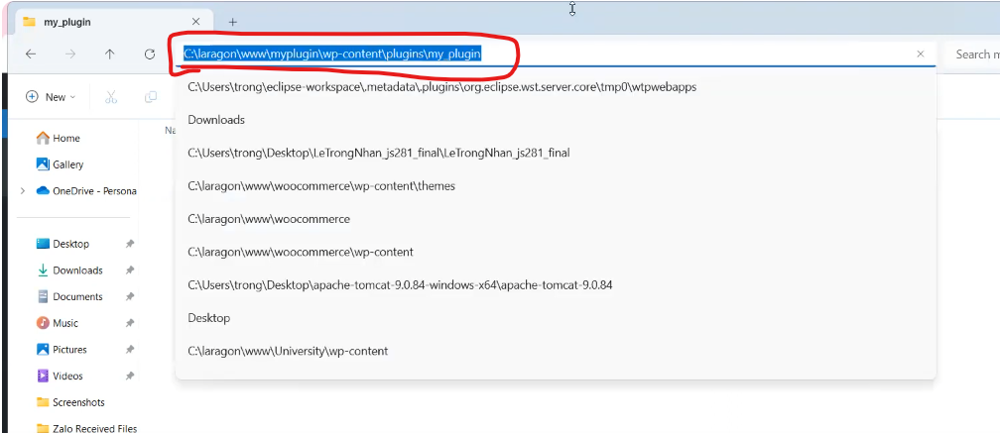 my_plugin
C:\laragon\www\myplugin\wp-content\plugins\my_plugin
Search m
New
Na
C:\Users\trong\eclipse-workspace\.metadata\.plugins\org.eclipse.wst.server.core\tmp0\wtpwebapps
Downloads
C:\Users\trong\Desktop\LeTrongNhan_js281_final\LeTrongNhan_js281_final
C:\laragon\www\woocommerce\wp-content\themes
C:\laragon\www\woocommerce
C:\laragon\www\woocommerce\wp-content
C:\Users\trong\Desktop\apache-tomcat-9.0.84-windows-x64\apache-tomcat-9.0.84
Desktop
C:\laragon\www\University\wp-content
Home
Gallery
OneDrive - Persona
Desktop
Downloads
Documents
Music
Pictures
Videos
Screenshots
Zalo Received Files